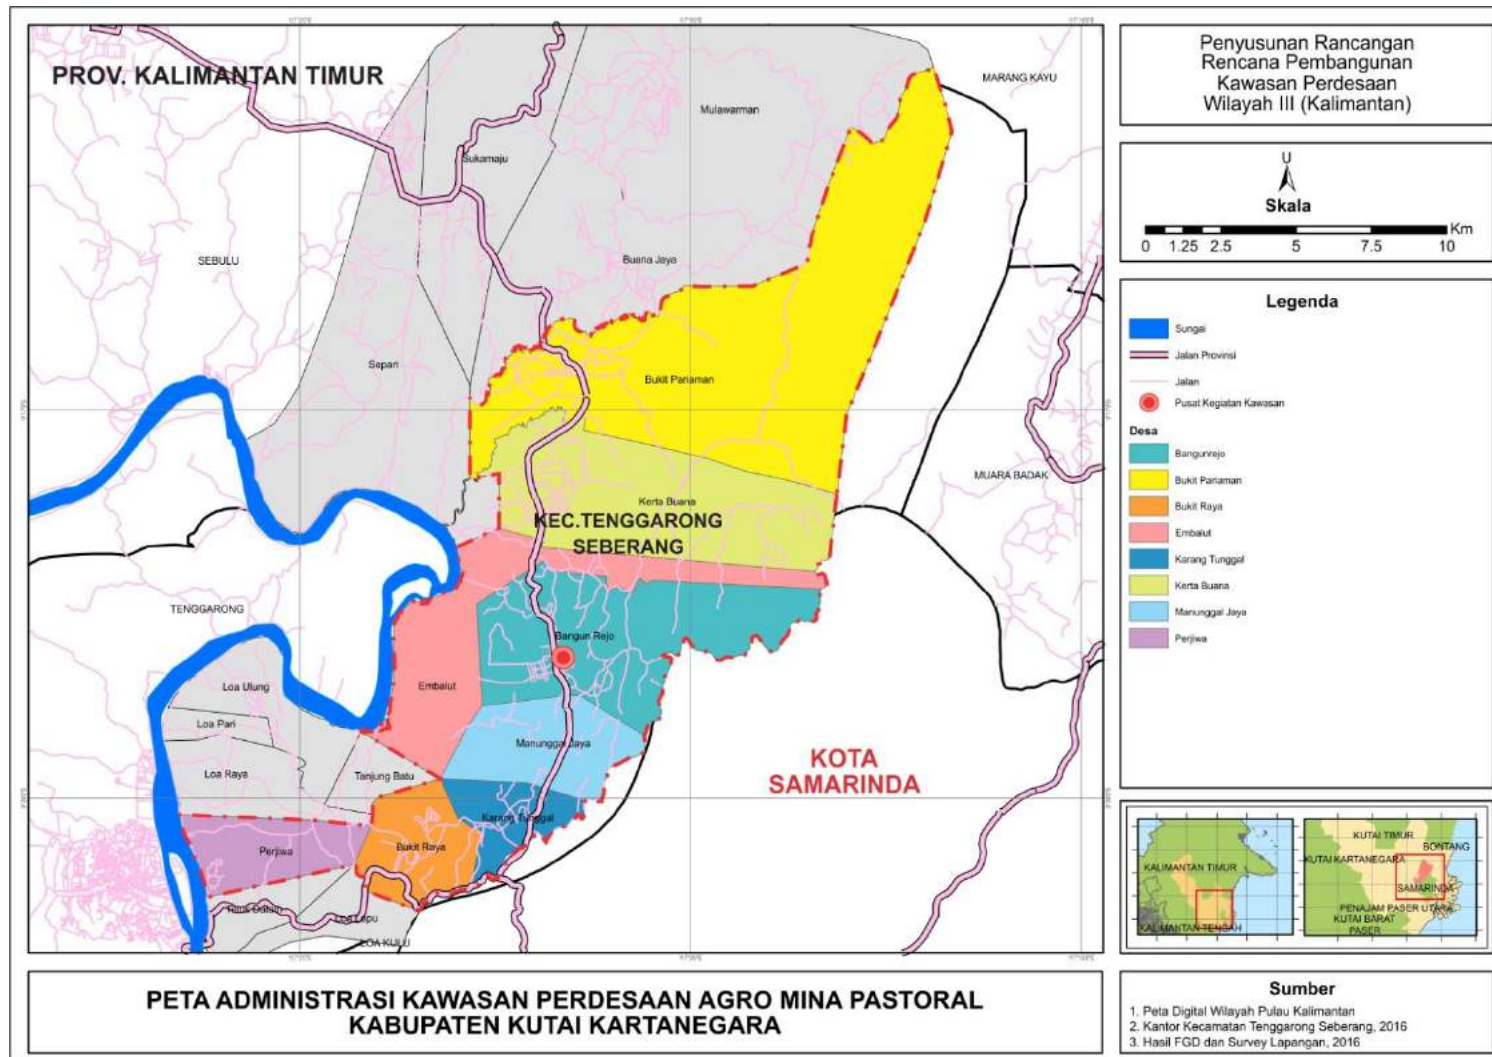 PROV. KALIMANTAN TIMUR
MARANG KAYU
Mulawarman
Sukamaju
SEBULU
Buana Jaya
Separi
Bukit Pariaman
MUARA BADAK
Kerta Buana
KEC.TENGGARONG
SEBERANG
TENGGARONG
Bangun Rejo
Loa Ulung
Embalut
Loa Pari
Manunggal Jaya
KOTA
SAMARINDA
Loa Raya
Tanjung Batu
Karang Tunggal
Perjiwa
Bukit Raya
Loa Lepu
LOA KULU
PETA ADMINISTRASI KAWASAN PERDESAAN AGRO MINA PASTORAL
KABUPATEN KUTAI KARTANEGARA
Penyusunan Rancangan
Rencana Pembangunan
Kawasan Perdesaan
Wilayah III (Kalimantan)
U
Skala
0 1.25 2.5 5 7.5 10 Km
Legenda
Sungai
Jalan Provinsi
Jalan
Pusat Kegiatan Kawasan
Desa
Bangunrejo
Bukit Pariaman
Bukit Raya
Embalut
Karang Tunggal
Kerta Buana
Manunggal Jaya
Perjiwa
KALIMANTAN TIMUR
KALIMANTAN TENGAH
KUTAI TIMUR
BONTANG
KUTAI KARTANEGARA
SAMARINDA
PENAJAM PASER UTARA
KUTAI BARAT
PASER
Sumber
1. Peta Digital Wilayah Pulau Kalimantan
2. Kantor Kecamatan Tenggarong Seberang, 2016
3. Hasil FGD dan Survey Lapangan, 2016